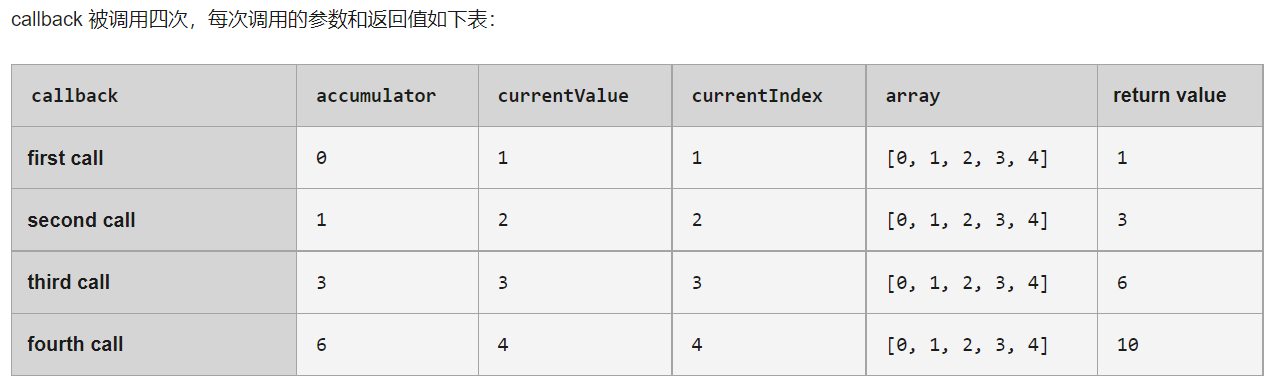 callback 被调用四次，每次调用的参数和返回值如下表：
callback accumulator currentValue currentIndex array return value
first call 0 1 1 [0, 1, 2, 3, 4] 1
second call 1 2 2 [0, 1, 2, 3, 4] 3
third call 3 3 3 [0, 1, 2, 3, 4] 6
fourth call 6 4 4 [0, 1, 2, 3, 4] 10